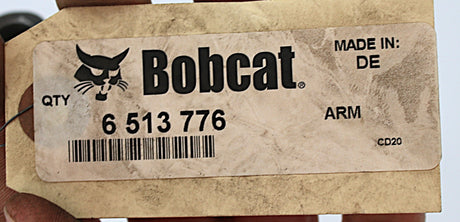 Bobcat®
MADE IN:
DE
QTY
6 513 776
ARM
CD20